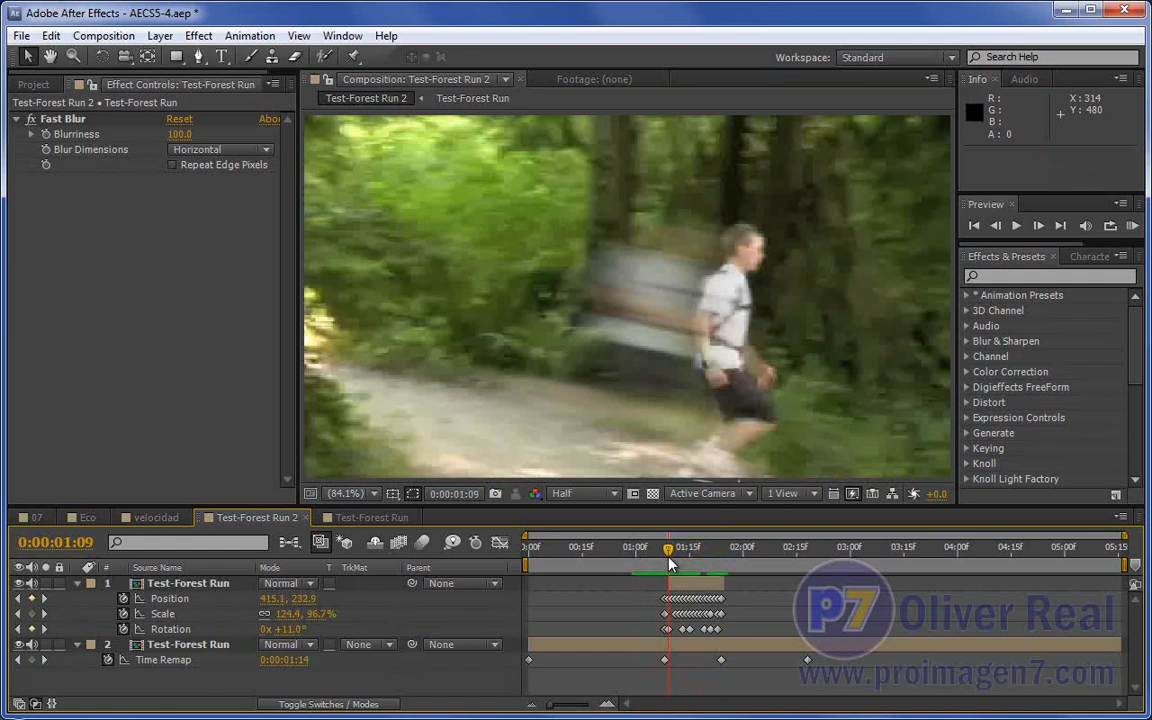 Adobe After Effects - AECS5-4.aep *
File Edit Composition Layer Effect Animation View Window Help
Workspace: Standard Search Help
Project Effect Controls: Test-Forest Run
Composition: Test-Forest Run 2 Footage: (none)
Info Audio
Test-Forest Run 2 • Test-Forest Run
Test-Forest Run 2 Test-Forest Run
R: X: 314
G: Y: 480
B:
A: 0
Fast Blur Reset Abo
Blurriness 100.0
Blur Dimensions Horizontal
Repeat Edge Pixels
Preview
Effects & Presets Characte
* Animation Presets
3D Channel
Audio
Blur & Sharpen
Channel
Color Correction
Digieffects FreeForm
Distort
Expression Controls
Generate
Keying
Knoll
Knoll Light Factory
(84.1%) 0:00:01:09 Half Active Camera 1 View +0.0
07 Eco velocidad Test-Forest Run 2 Test-Forest Run
0:00:01:09
0:00f 00:15f 01:00f 01:15f 02:00f 02:15f 03:00f 03:15f 04:00f 04:15f 05:00f 05:15
# Source Name Mode T TrkMat Parent
1 Test-Forest Run Normal None
Position 415.1, 232.9
Scale 124.4, 96.7%
Rotation 0x +11.0°
2 Test-Forest Run Normal None None
Time Remap 0:00:01:14
Toggle Switches / Modes
P7 Oliver Real
www.proimagen7.com